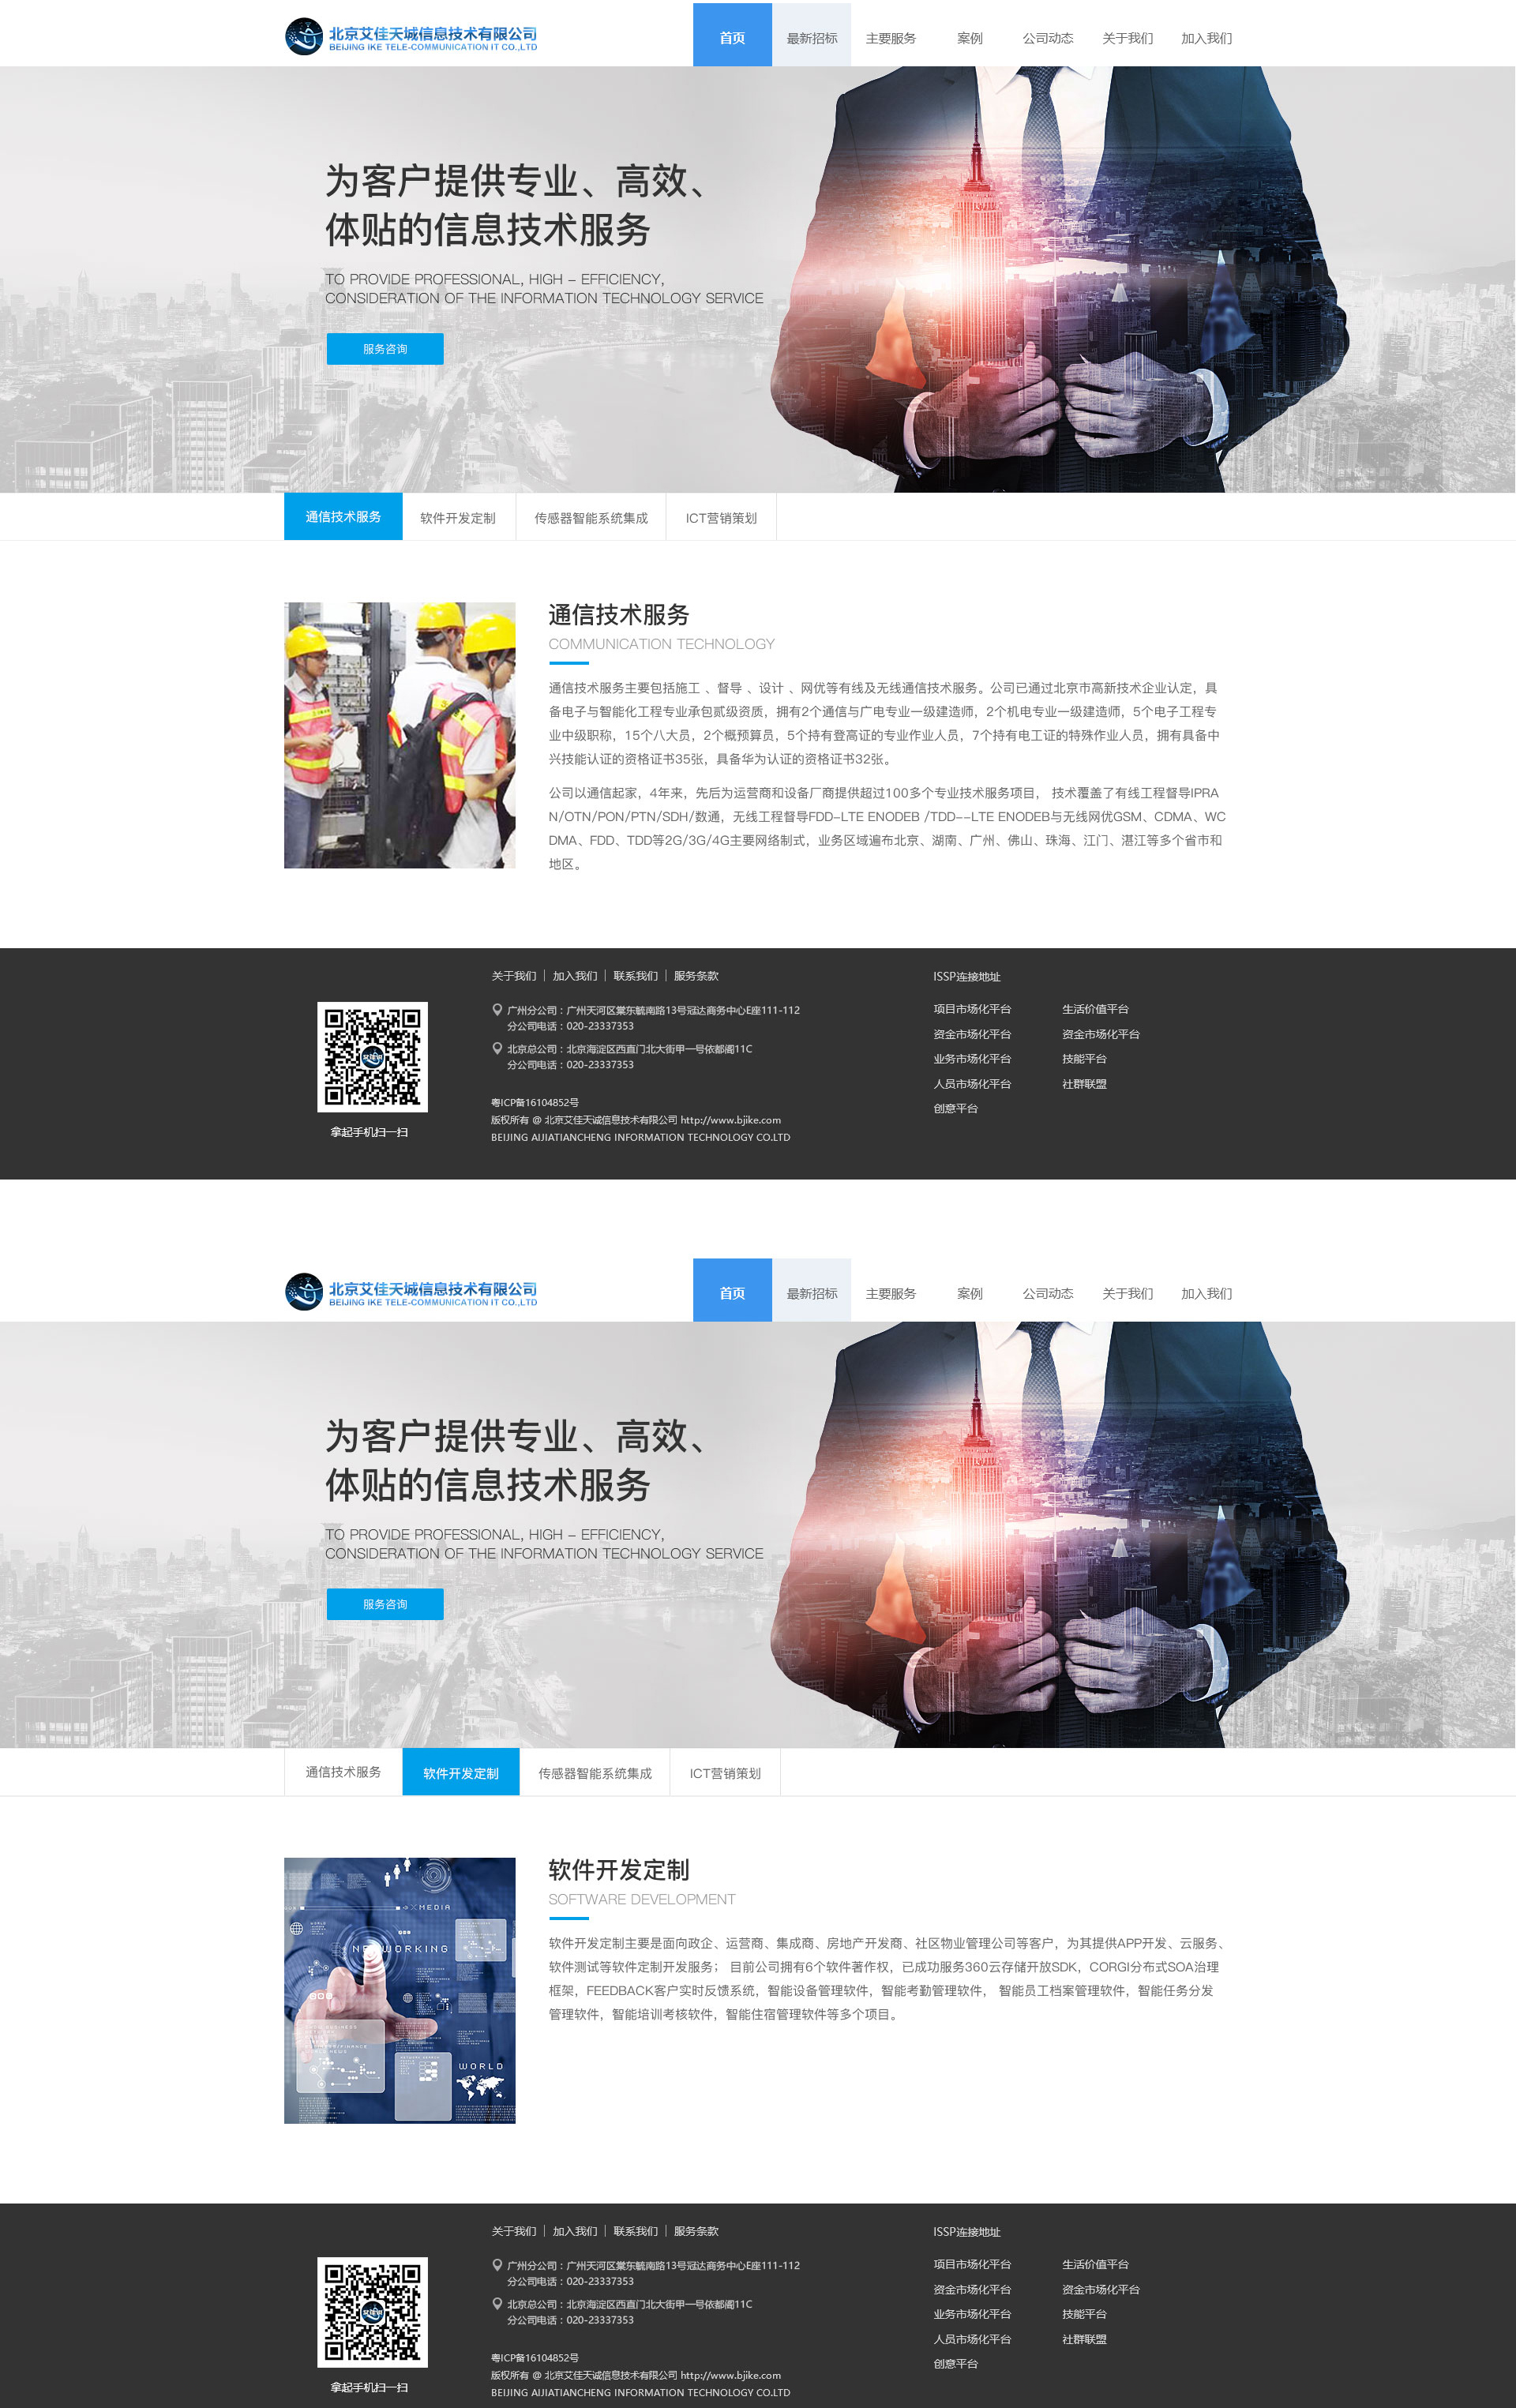 北京艾佳天诚信息技术有限公司
BEIJING IKE TELE-COMMUNICATION IT CO.,LTD
首页 最新招标 主要服务 案例 公司动态 关于我们 加入我们
为客户提供专业、高效、
体贴的信息技术服务
TO PROVIDE PROFESSIONAL, HIGH - EFFICIENCY,
CONSIDERATION OF THE INFORMATION TECHNOLOGY SERVICE
服务咨询
通信技术服务 软件开发定制 传感器智能系统集成 ICT营销策划
通信技术服务
COMMUNICATION TECHNOLOGY
通信技术服务主要包括施工 、督导 、设计 、网优等有线及无线通信技术服务。公司已通过北京市高新技术企业认定，具
备电子与智能化工程专业承包贰级资质，拥有2个通信与广电专业一级建造师，2个机电专业一级建造师，5个电子工程专
业中级职称，15个八大员，2个概预算员，5个持有登高证的专业作业人员，7个持有电工证的特殊作业人员，拥有具备中
兴技能认证的资格证书35张，具备华为认证的资格证书32张。
公司以通信起家，4年来，先后为运营商和设备厂商提供超过100多个专业技术服务项目， 技术覆盖了有线工程督导IPRA
N/OTN/PON/PTN/SDH/数通，无线工程督导FDD-LTE ENODEB /TDD--LTE ENODEB与无线网优GSM、CDMA、WC
DMA、FDD、TDD等2G/3G/4G主要网络制式，业务区域遍布北京、湖南、广州、佛山、珠海、江门、湛江等多个省市和
地区。
关于我们 | 加入我们 | 联系我们 | 服务条款
广州分公司：广州天河区棠东毓南路13号冠达商务中心E座111-112
分公司电话：020-23337353
北京总公司：北京海淀区西直门北大街甲一号依都阁11C
分公司电话：020-23337353
粤ICP备16104852号
版权所有 @ 北京艾佳天诚信息技术有限公司 http://www.bjike.com
BEIJING AIJIATIANCHENG INFORMATION TECHNOLOGY CO.LTD
拿起手机扫一扫
ISSP连接地址
项目市场化平台 生活价值平台
资金市场化平台 资金市场化平台
业务市场化平台 技能平台
人员市场化平台 社群联盟
创意平台
北京艾佳天诚信息技术有限公司
BEIJING IKE TELE-COMMUNICATION IT CO.,LTD
首页 最新招标 主要服务 案例 公司动态 关于我们 加入我们
为客户提供专业、高效、
体贴的信息技术服务
TO PROVIDE PROFESSIONAL, HIGH - EFFICIENCY,
CONSIDERATION OF THE INFORMATION TECHNOLOGY SERVICE
服务咨询
通信技术服务 软件开发定制 传感器智能系统集成 ICT营销策划
MEDIA
NETWORKING
WORLD
软件开发定制
SOFTWARE DEVELOPMENT
软件开发定制主要是面向政企、运营商、集成商、房地产开发商、社区物业管理公司等客户，为其提供APP开发、云服务、
软件测试等软件定制开发服务； 目前公司拥有6个软件著作权，已成功服务360云存储开放SDK，CORGI分布式SOA治理
框架，FEEDBACK客户实时反馈系统，智能设备管理软件，智能考勤管理软件， 智能员工档案管理软件，智能任务分发
管理软件，智能培训考核软件，智能住宿管理软件等多个项目。
关于我们 | 加入我们 | 联系我们 | 服务条款
广州分公司：广州天河区棠东毓南路13号冠达商务中心E座111-112
分公司电话：020-23337353
北京总公司：北京海淀区西直门北大街甲一号依都阁11C
分公司电话：020-23337353
粤ICP备16104852号
版权所有 @ 北京艾佳天诚信息技术有限公司 http://www.bjike.com
BEIJING AIJIATIANCHENG INFORMATION TECHNOLOGY CO.LTD
拿起手机扫一扫
ISSP连接地址
项目市场化平台 生活价值平台
资金市场化平台 资金市场化平台
业务市场化平台 技能平台
人员市场化平台 社群联盟
创意平台